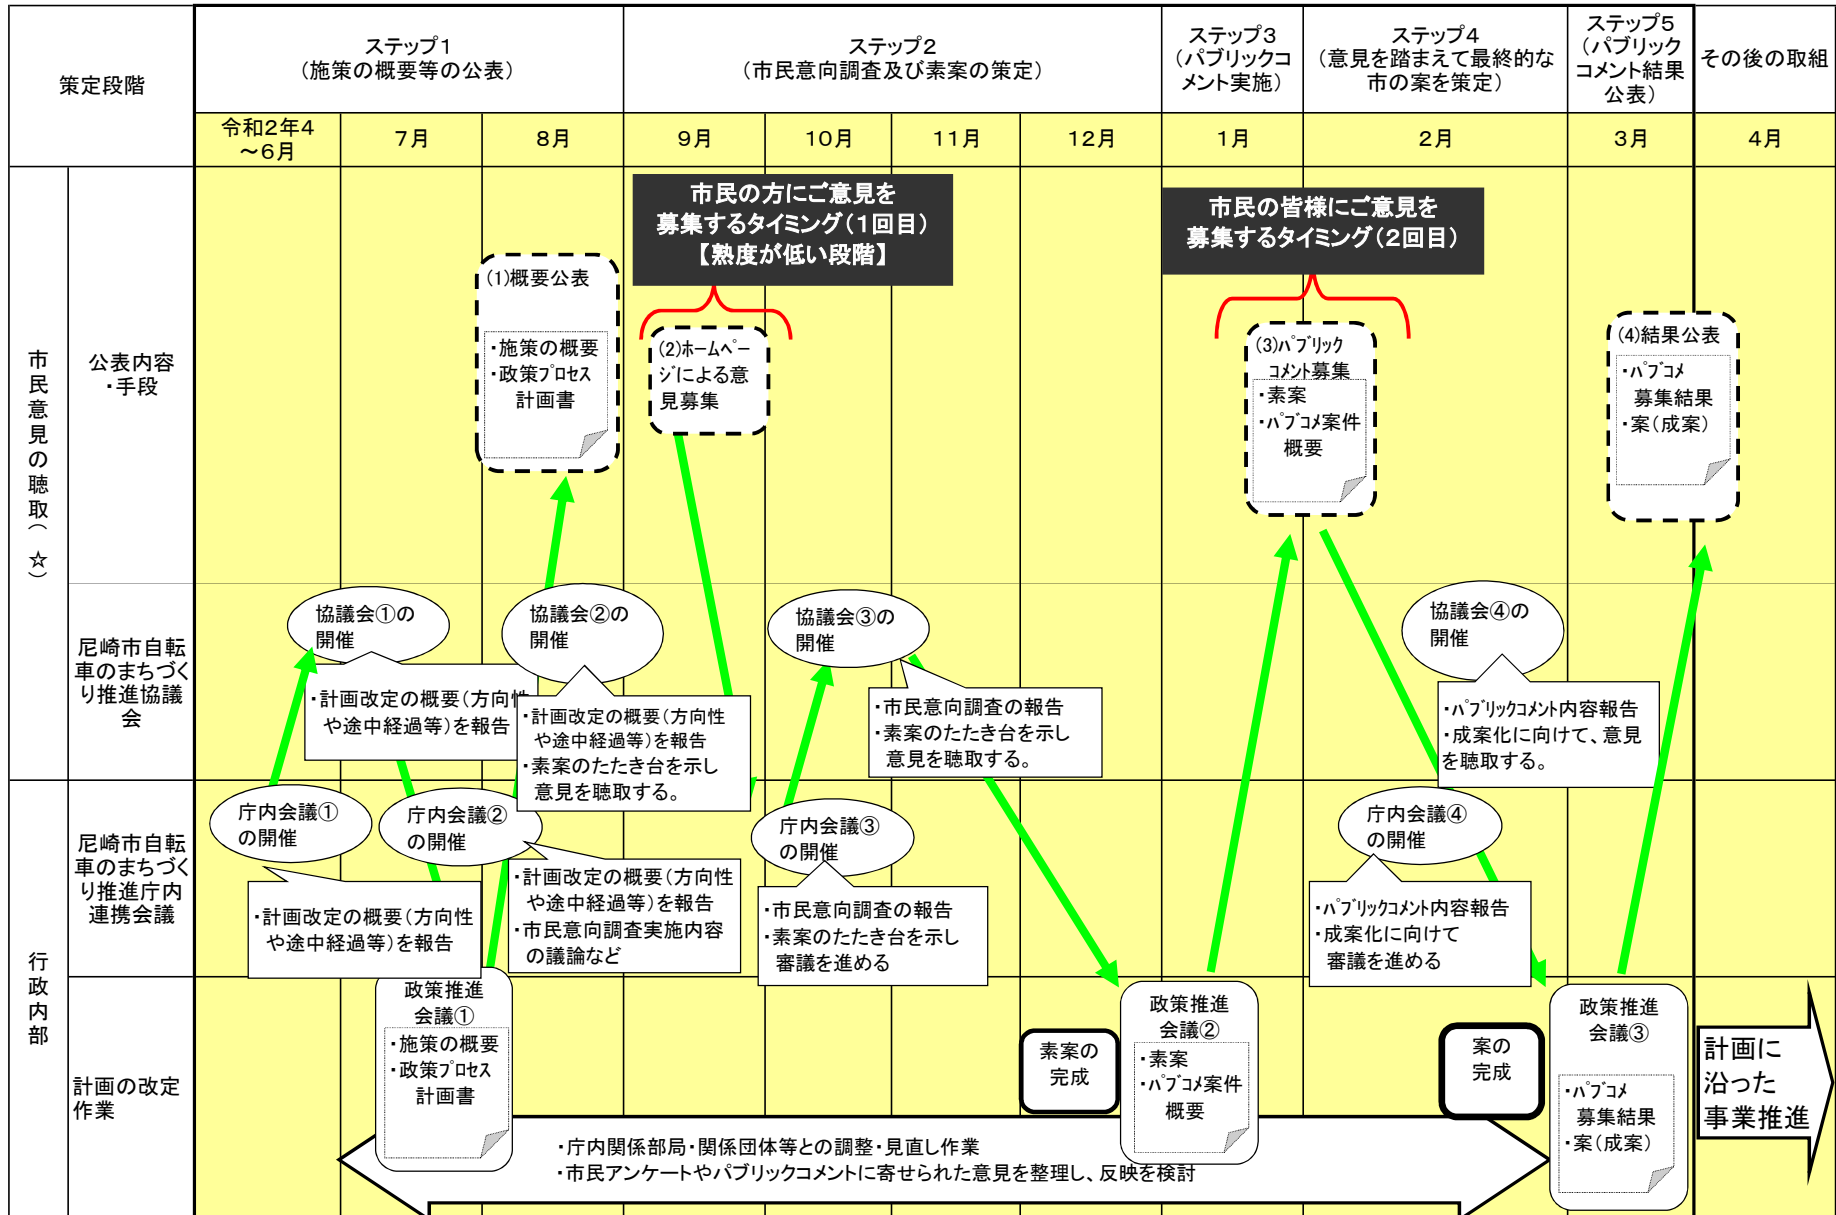 策定段階
ステップ1
（施策の概要等の公表）
ステップ2
（市民意向調査及び素案の策定）
ステップ3
（パブリックコ
メント実施）
ステップ4
（意見を踏まえて最終的な
市の案を策定）
ステップ5
（パブリック
コメント結果
公表）
その後の取組
令和2年4
～6月
7月
8月
9月
10月
11月
12月
1月
2月
3月
4月
市民意見の聴取（☆）
公表内容
・手段
市民の方にご意見を
募集するタイミング（1回目）
【熟度が低い段階】
市民の皆様にご意見を
募集するタイミング（2回目）
(1)概要公表
・施策の概要
・政策ﾌﾟﾛｾｽ
計画書
(2)ﾎｰﾑﾍﾟｰ
ｼﾞによる意
見募集
(3)ﾊﾟﾌﾞﾘｯｸ
ｺﾒﾝﾄ募集
・素案
・ﾊﾟﾌﾞｺﾒ案件
概要
(4)結果公表
・ﾊﾟﾌﾞｺﾒ
募集結果
・案（成案）
尼崎市自転
車のまちづく
り推進協議
会
協議会①の
開催
・計画改定の概要（方向性
や途中経過等）を報告
協議会②の
開催
・計画改定の概要（方向性
や途中経過等）を報告
・素案のたたき台を示し
意見を聴取する。
協議会③の
開催
・市民意向調査の報告
・素案のたたき台を示し
意見を聴取する。
協議会④の
開催
・ﾊﾟﾌﾞﾘｯｸｺﾒﾝﾄ内容報告
・成案化に向けて、意見
を聴取する。
行政内部
尼崎市自転
車のまちづく
り推進庁内
連携会議
庁内会議①
の開催
・計画改定の概要（方向性
や途中経過等）を報告
庁内会議②
の開催
・計画改定の概要（方向性
や途中経過等）を報告
・市民意向調査実施内容
の議論など
庁内会議③
の開催
・市民意向調査の報告
・素案のたたき台を示し
審議を進める
庁内会議④
の開催
・ﾊﾟﾌﾞﾘｯｸｺﾒﾝﾄ内容報告
・成案化に向けて
審議を進める
計画の改定
作業
政策推進
会議①
・施策の概要
・政策ﾌﾟﾛｾｽ
計画書
素案の
完成
政策推進
会議②
・素案
・ﾊﾟﾌﾞｺﾒ案件
概要
案の
完成
政策推進
会議③
・ﾊﾟﾌﾞｺﾒ
募集結果
・案（成案）
計画に
沿った
事業推進
・庁内関係部局・関係団体等との調整・見直し作業
・市民アンケートやパブリックコメントに寄せられた意見を整理し、反映を検討